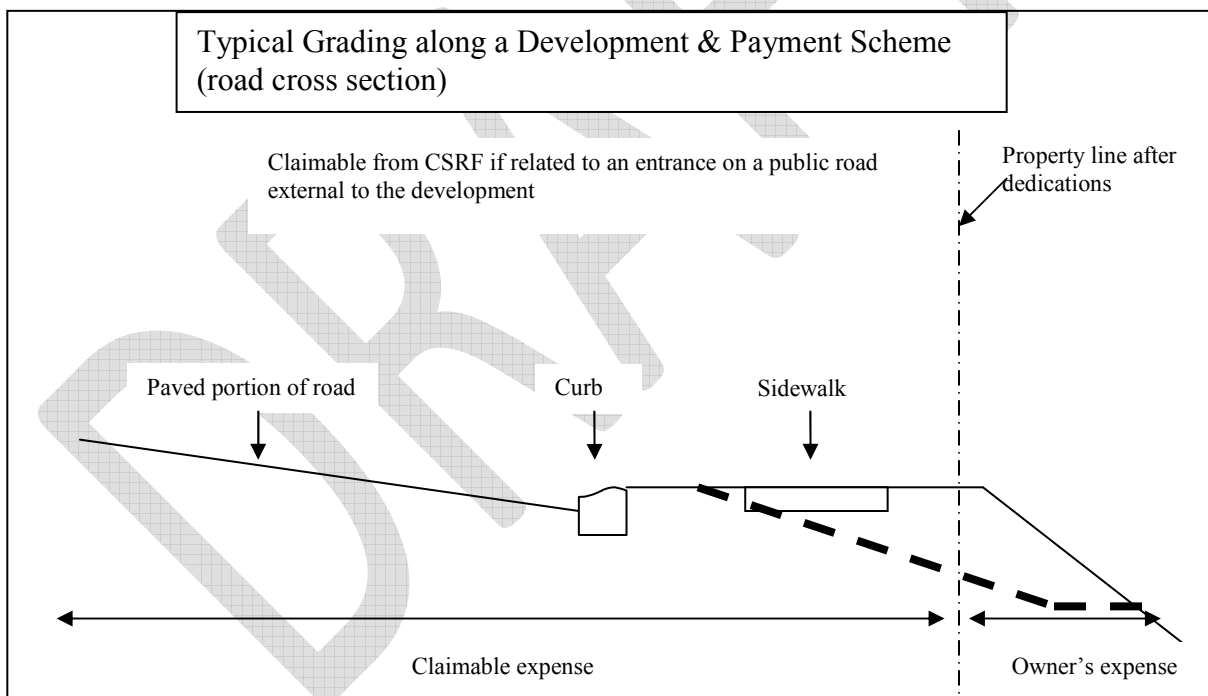 Typical Grading along a Development & Payment Scheme
(road cross section)
Claimable from CSRF if related to an entrance on a public road
external to the development
Property line after
dedications
Paved portion of road
Curb
Sidewalk
Claimable expense
Owner’s expense
DRAFT